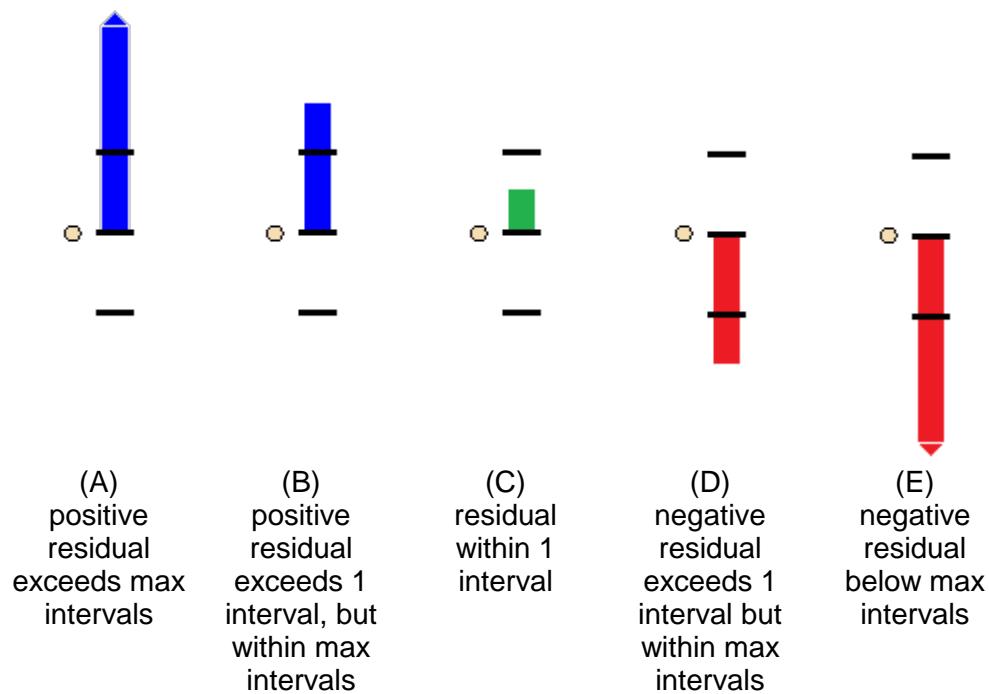 (A)
positive
residual
exceeds max
intervals
(B)
positive
residual
exceeds 1
interval, but
within max
intervals
(C)
residual
within 1
interval
(D)
negative
residual
exceeds 1
interval but
within max
intervals
(E)
negative
residual
below max
intervals